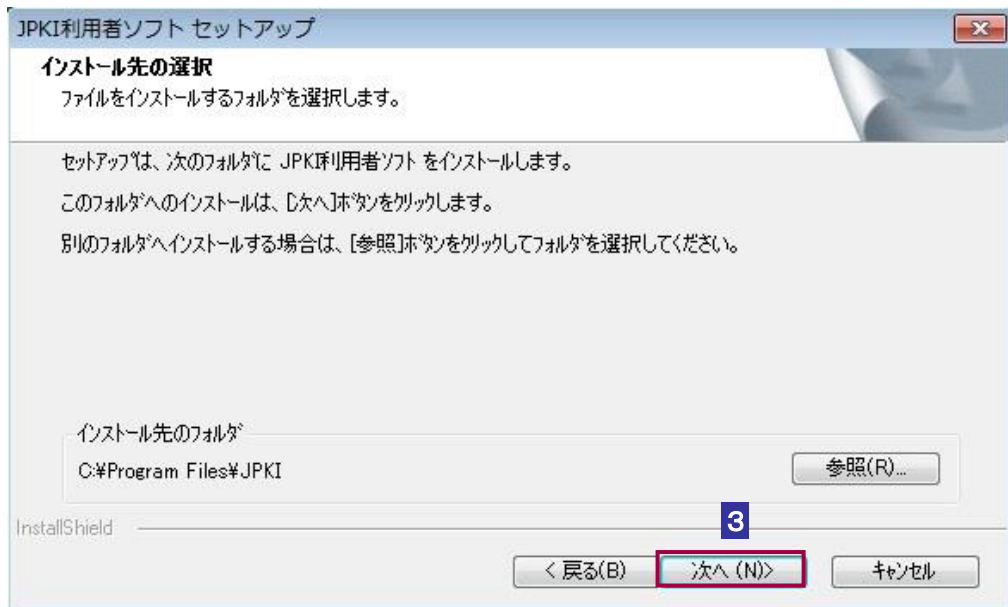 JPKI利用者ソフト セットアップ
インストール先の選択
ファイルをインストールするフォルダを選択します。
セットアップは、次のフォルダに JPKI利用者ソフト をインストールします。
このフォルダへのインストールは、[次へ]ボタンをクリックします。
別のフォルダへインストールする場合は、[参照]ボタンをクリックしてフォルダを選択してください。
インストール先のフォルダ
C:¥Program Files¥JPKI
参照(R)...
InstallShield
3
< 戻る(B)
次へ (N)>
キャンセル